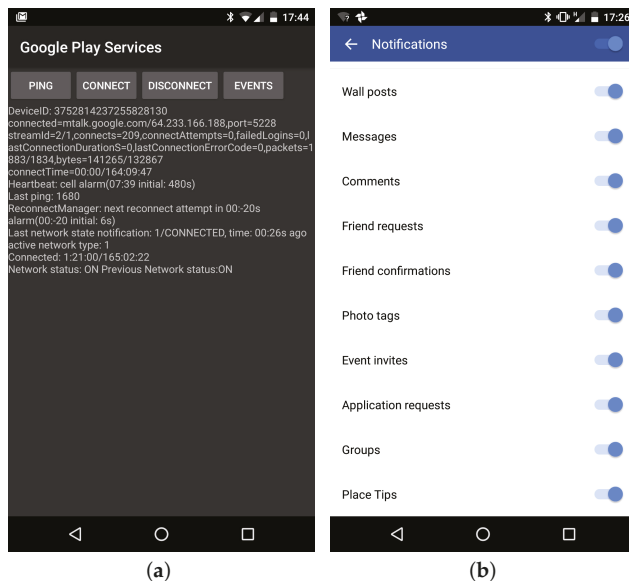 17:44
Google Play Services
PING CONNECT DISCONNECT EVENTS
DeviceID: 3752814237255828130
connected=mtalk.google.com/64.233.166.188,port=5228
streamId=2/1,connects=209,connectAttempts=0,failedLogins=0,l
astConnectionDurationS=0,lastConnectionErrorCode=0,packets=1
883/1834,bytes=141265/132867
connectTime=00:00/164:09:47
Heartbeat: cell alarm(07:39 initial: 480s)
Last ping: 1680
ReconnectManager: next reconnect attempt in 00:-20s
alarm(00:-20 initial: 6s)
Last network state notification: 1/CONNECTED, time: 00:26s ago
active network type: 1
Connected: 1:21:00/165:02:22
Network status: ON Previous Network status:ON
(a)
17:26
Notifications
Wall posts
Messages
Comments
Friend requests
Friend confirmations
Photo tags
Event invites
Application requests
Groups
Place Tips
(b)